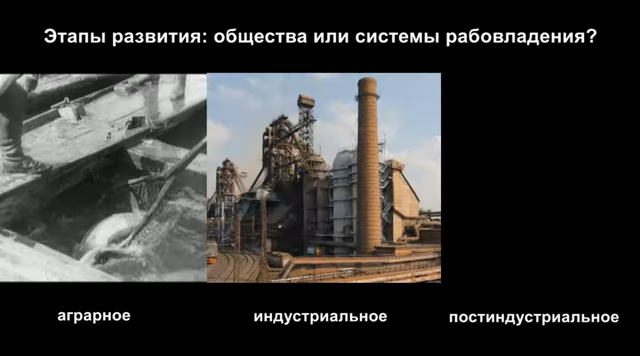 Этапы развития: общества или системы рабовладения?
аграрное
индустриальное
постиндустриальное